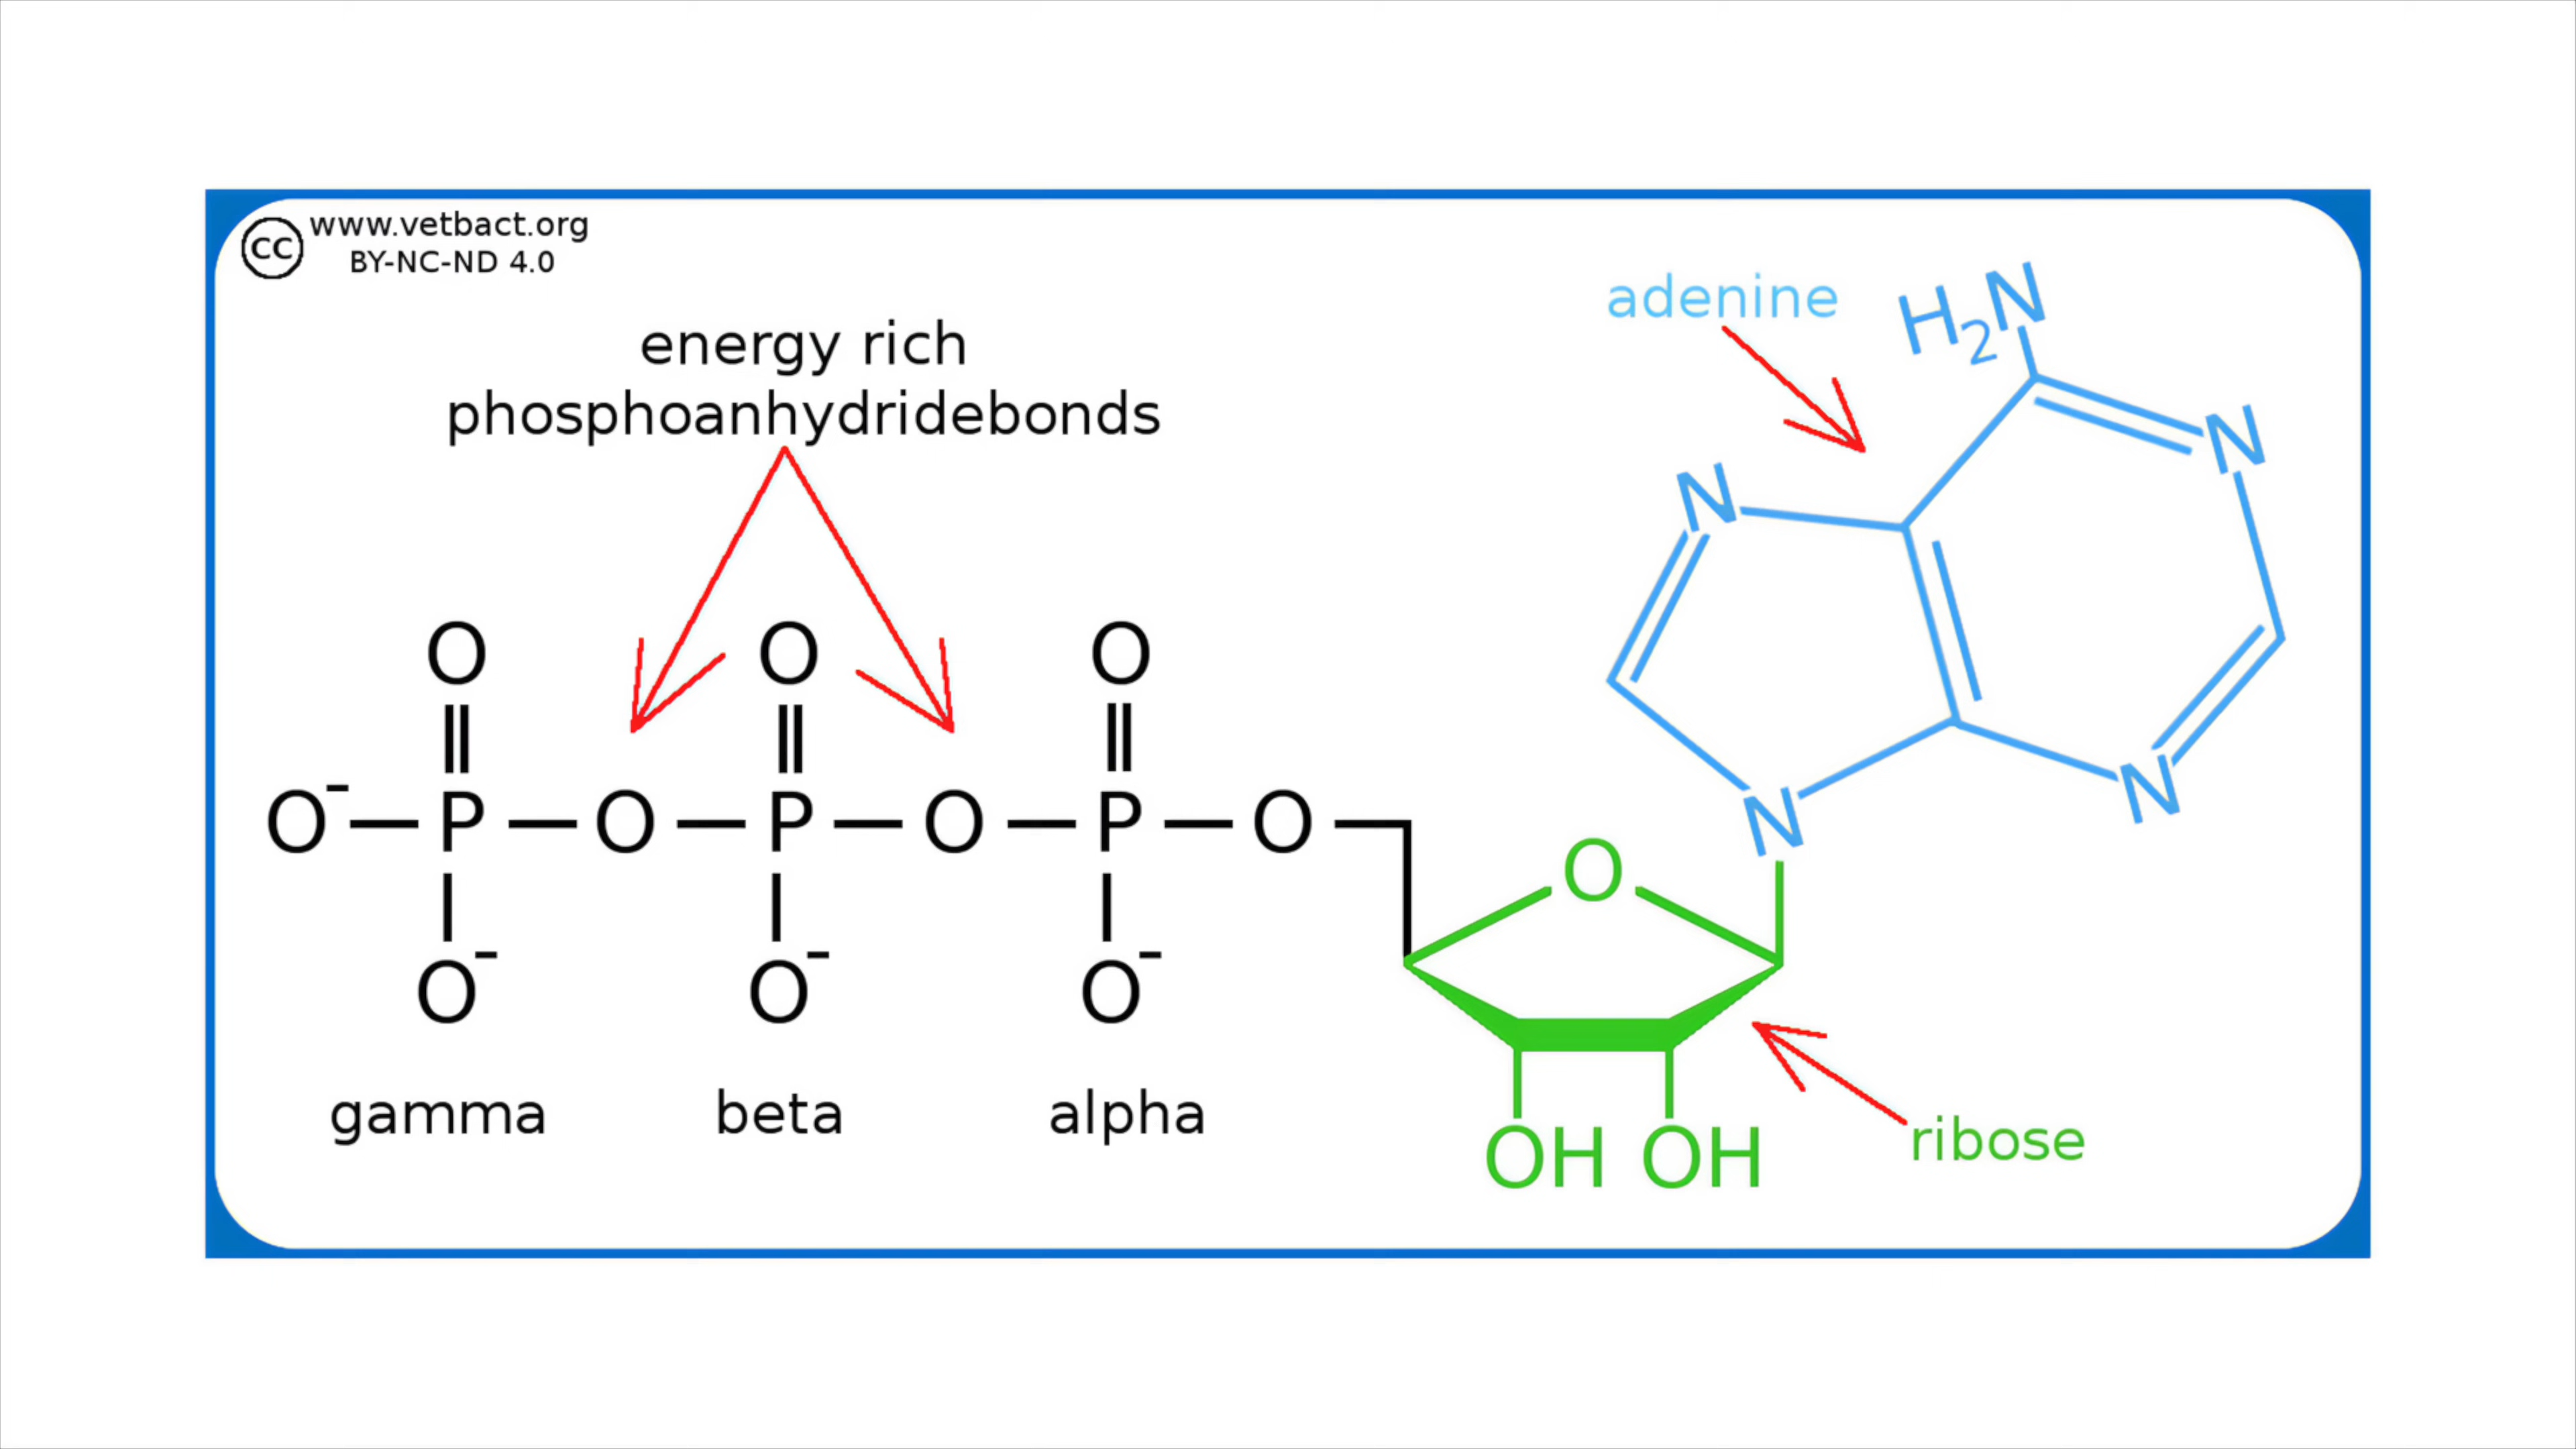 cc
www.vetbact.org
BY-NC-ND 4.0
energy rich
phosphoanhydridebonds
adenine
H₂N
N
N
O O O
O⁻ P O P O P O
N
N
O
O⁻ O⁻ O⁻
gamma beta alpha
OH OH
ribose